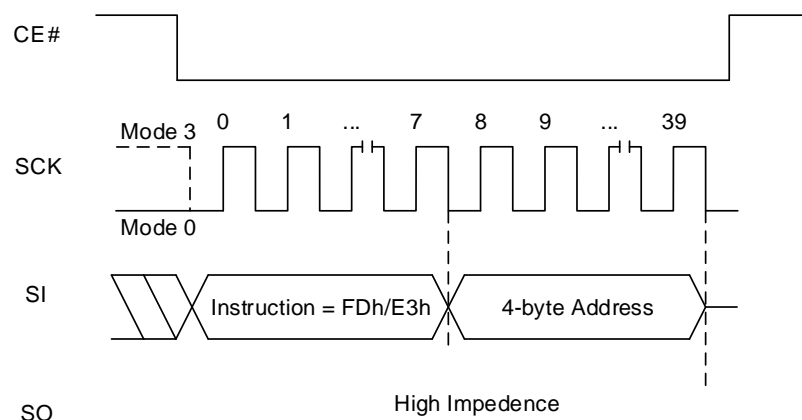 CE#
0 1 ... 7 8 9 ... 39
Mode 3
SCK
Mode 0
SI
Instruction = FDh/E3h
4-byte Address
High Impedence
SO